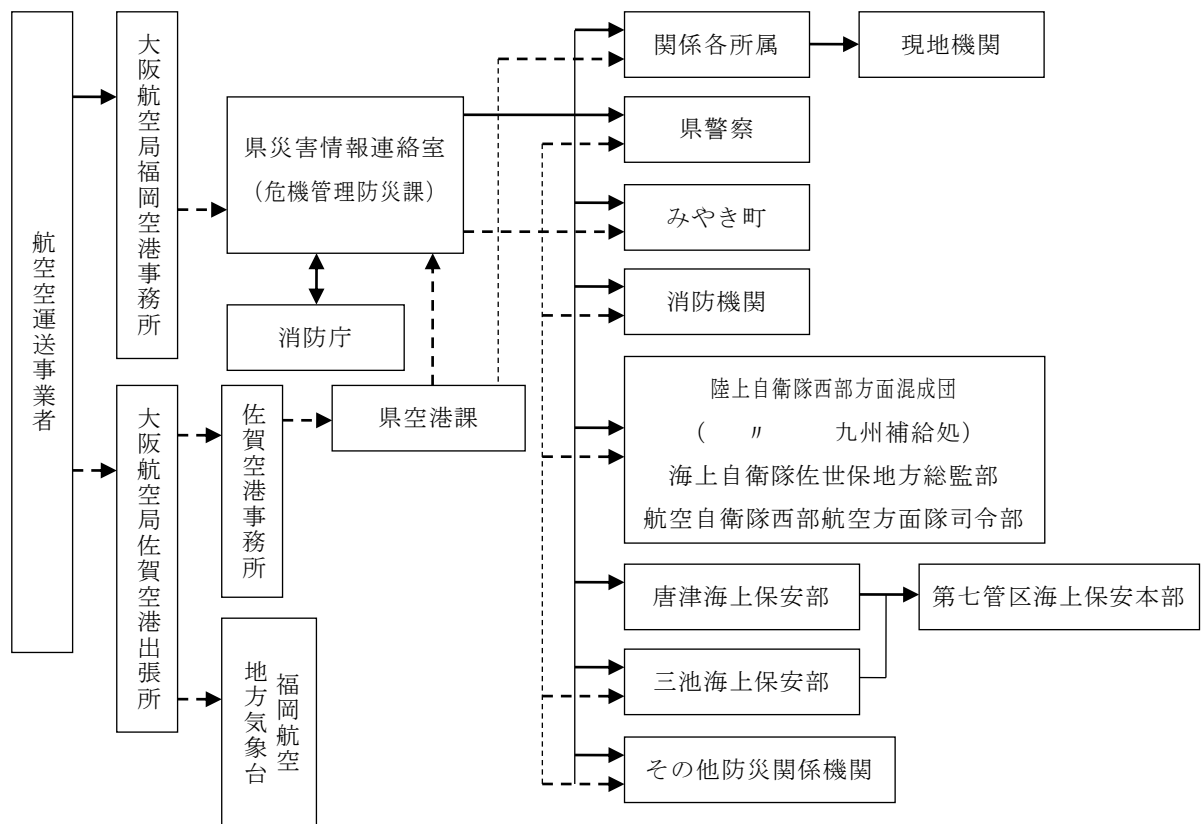 航空空運送事業者
大阪航空局福岡空港事務所
大阪航空局佐賀空港出張所
県災害情報連絡室
(危機管理防災課)
消防庁
佐賀空港事務所
県空港課
福岡航空
地方気象台
関係各所属
現地機関
県警察
みやき町
消防機関
陸上自衛隊西部方面混成団
( 〃 九州補給処)
海上自衛隊佐世保地方総監部
航空自衛隊西部航空方面隊司令部
唐津海上保安部
第七管区海上保安本部
三池海上保安部
その他防災関係機関